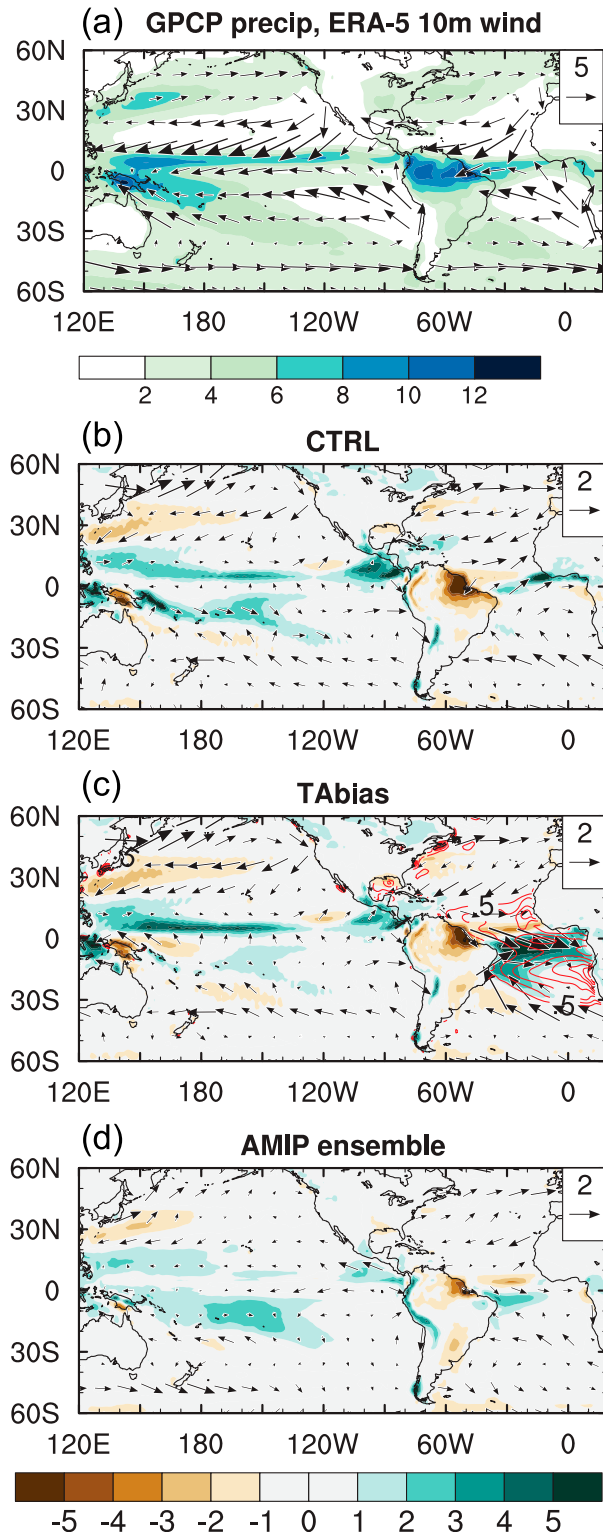 (a) GPCP precip, ERA-5 10m wind
60N
5
30N
0
30S
60S
120E 180 120W 60W 0
2 4 6 8 10 12
(b) CTRL
60N
2
30N
0
30S
60S
120E 180 120W 60W 0
(c) TAbias
60N
.5
2
30N
.5
0
30S
.5
60S
120E 180 120W 60W 0
(d) AMIP ensemble
60N
2
30N
0
30S
60S
120E 180 120W 60W 0
-5 -4 -3 -2 -1 0 1 2 3 4 5